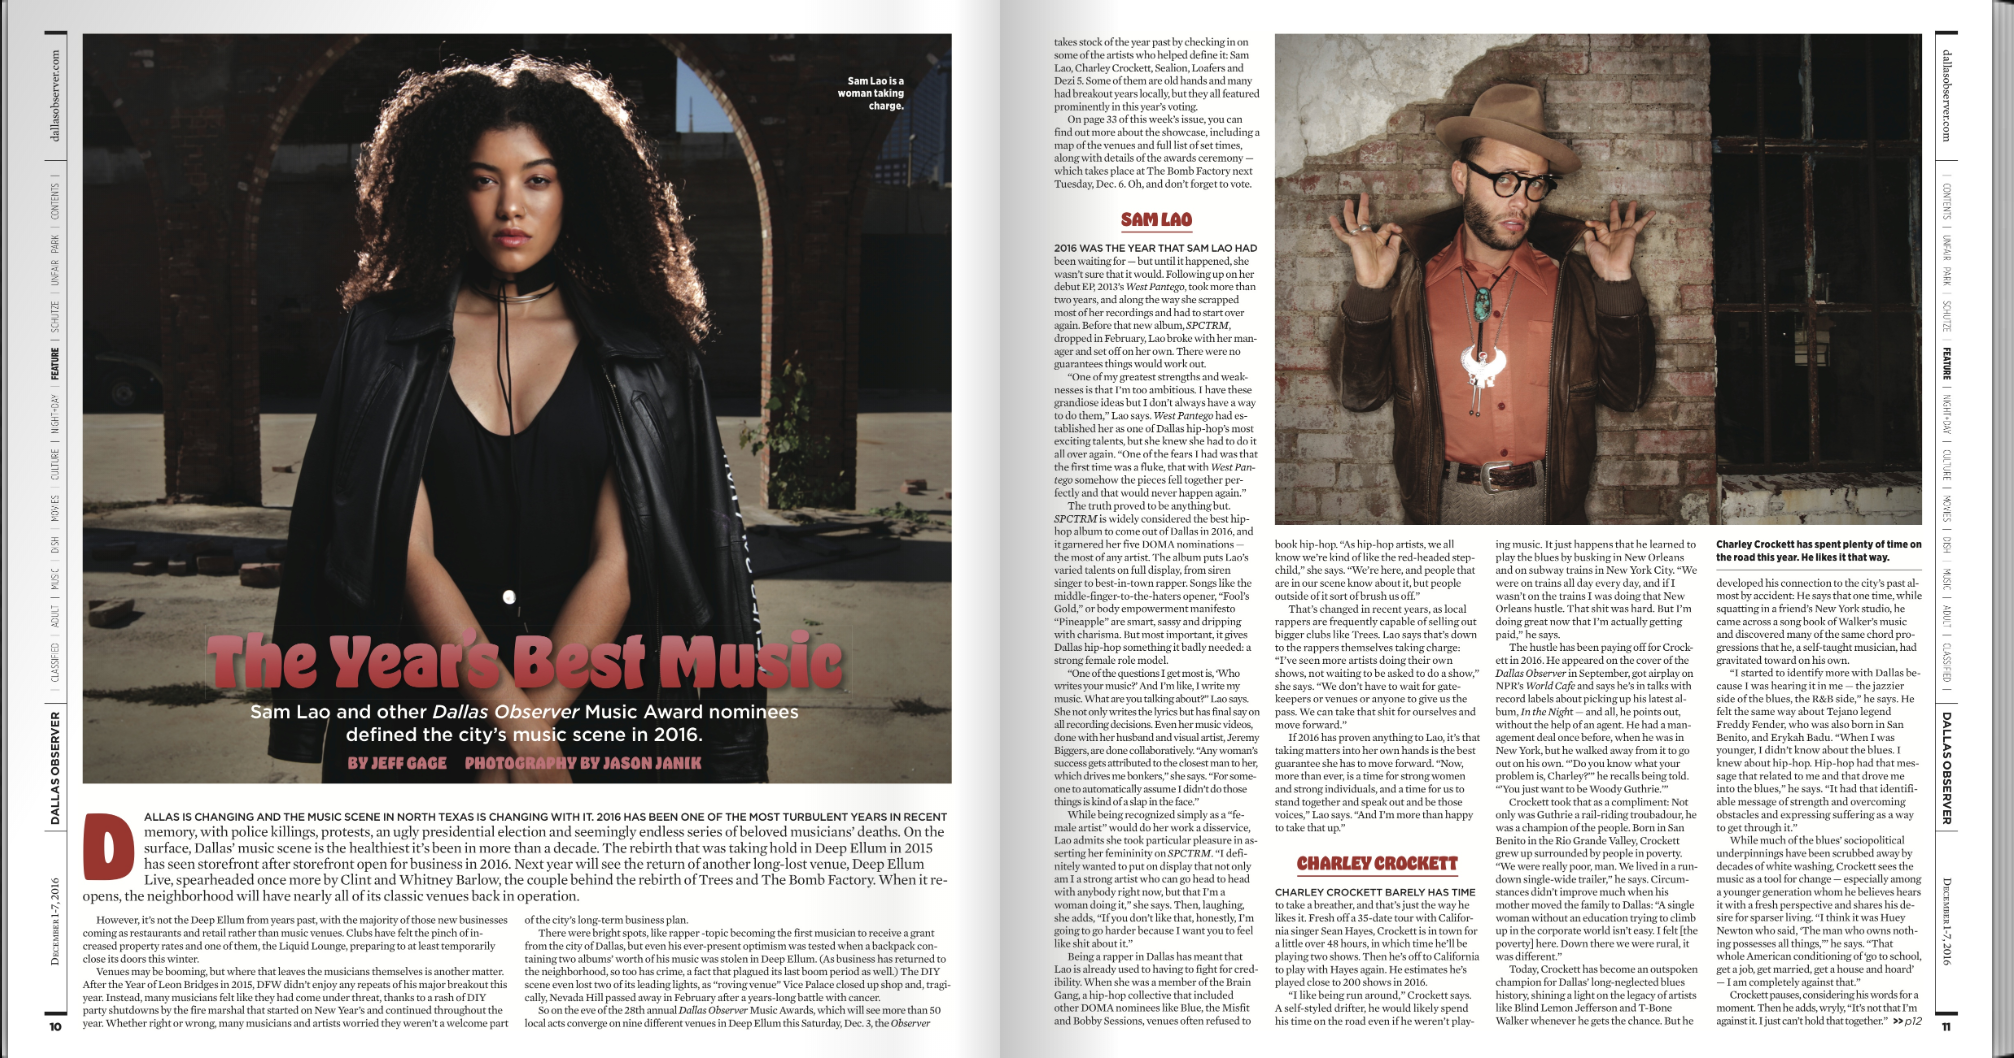 dallasobserver.com
| CLASSIFIED | ADULT | MUSIC | DISH | MOVIES | CULTURE | NIGHT+DAY | FEATURE | SCHUTZE | UNFAIR PARK | CONTENTS |
DALLAS OBSERVER
DECEMBER 1-7, 2016
10
Sam Lao is a
woman taking
charge.
The Year's Best Music
Sam Lao and other Dallas Observer Music Award nominees
defined the city's music scene in 2016.
BY JEFF GAGE PHOTOGRAPHY BY JASON JANIK
DALLAS IS CHANGING AND THE MUSIC SCENE IN NORTH TEXAS IS CHANGING WITH IT. 2016 HAS BEEN ONE OF THE MOST TURBULENT YEARS IN RECENT
memory, with police killings, protests, an ugly presidential election and seemingly endless series of beloved musicians' deaths. On the
surface, Dallas' music scene is the healthiest it's been in more than a decade. The rebirth that was taking hold in Deep Ellum in 2015
has seen storefront after storefront open for business in 2016. Next year will see the return of another long-lost venue, Deep Ellum
Live, spearheaded once more by Clint and Whitney Barlow, the couple behind the rebirth of Trees and The Bomb Factory. When it re-
opens, the neighborhood will have nearly all of its classic venues back in operation.
However, it's not the Deep Ellum from years past, with the majority of those new businesses
coming as restaurants and retail rather than music venues. Clubs have felt the pinch of in-
creased property rates and one of them, the Liquid Lounge, preparing to at least temporarily
close its doors this winter.
Venues may be booming, but where that leaves the musicians themselves is another matter.
After the Year of Leon Bridges in 2015, DFW didn't enjoy any repeats of his major breakout this
year. Instead, many musicians felt like they had come under threat, thanks to a rash of DIY
party shutdowns by the fire marshal that started on New Year's and continued throughout the
year. Whether right or wrong, many musicians and artists worried they weren't a welcome part
of the city's long-term business plan.
There were bright spots, like rapper -topic becoming the first musician to receive a grant
from the city of Dallas, but even his ever-present optimism was tested when a backpack con-
taining two albums' worth of his music was stolen in Deep Ellum. (As business has returned to
the neighborhood, so too has crime, a fact that plagued its last boom period as well.) The DIY
scene even lost two of its leading lights, as "roving venue" Vice Palace closed up shop and, tragi-
cally, Nevada Hill passed away in February after a years-long battle with cancer.
So on the eve of the 28th annual Dallas Observer Music Awards, which will see more than 50
local acts converge on nine different venues in Deep Ellum this Saturday, Dec. 3, the Observer
takes stock of the year past by checking in on
some of the artists who helped define it: Sam
Lao, Charley Crockett, Sealion, Loafers and
Dezi 5. Some of them are old hands and many
had breakout years locally, but they all featured
prominently in this year's voting.
On page 33 of this week's issue, you can
find out more about the showcase, including a
map of the venues and full list of set times,
along with details of the awards ceremony —
which takes place at The Bomb Factory next
Tuesday, Dec. 6. Oh, and don't forget to vote.
SAM LAO
2016 WAS THE YEAR THAT SAM LAO HAD
been waiting for — but until it happened, she
wasn't sure that it would. Following up on her
debut EP, 2013's West Pantego, took more than
two years, and along the way she scrapped
most of her recordings and had to start over
again. Before that new album, SPCTRM,
dropped in February, Lao broke with her man-
ager and set off on her own. There were no
guarantees things would work out.
"One of my greatest strengths and weak-
nesses is that I'm too ambitious. I have these
grandiose ideas but I don't always have a way
to do them," Lao says. West Pantego had es-
tablished her as one of Dallas hip-hop's most
exciting talents, but she knew she had to do it
all over again. "One of the fears I had was that
the first time was a fluke, that with West Pan-
tego somehow the pieces fell together per-
fectly and that would never happen again."
The truth proved to be anything but.
SPCTRM is widely considered the best hip-
hop album to come out of Dallas in 2016, and
it garnered her five DOMA nominations —
the most of any artist. The album puts Lao's
varied talents on full display, from siren
singer to best-in-town rapper. Songs like the
middle-finger-to-the-haters opener, "Fool's
Gold," or body empowerment manifesto
"Pineapple" are smart, sassy and dripping
with charisma. But most important, it gives
Dallas hip-hop something it badly needed: a
strong female role model.
"One of the questions I get most is, 'Who
writes your music?' And I'm like, I write my
music. What are you talking about?" Lao says.
She not only writes the lyrics but has final say on
all recording decisions. Even her music videos,
done with her husband and visual artist, Jeremy
Biggers, are done collaboratively. "Any woman's
success gets attributed to the closest man to her,
which drives me bonkers," she says. "For some-
one to automatically assume I didn't do those
things is kind of a slap in the face."
While being recognized simply as a "fe-
male artist" would do her work a disservice,
Lao admits she took particular pleasure in as-
serting her femininity on SPCTRM. "I defi-
nitely wanted to put on display that not only
am I a strong artist who can go head to head
with anybody right now, but that I'm a
woman doing it," she says. Then, laughing,
she adds, "If you don't like that, honestly, I'm
going to go harder because I want you to feel
like shit about it."
Being a rapper in Dallas has meant that
Lao is already used to having to fight for cred-
ibility. When she was a member of the Brain
Gang, a hip-hop collective that included
other DOMA nominees like Blue, the Misfit
and Bobby Sessions, venues often refused to
book hip-hop. "As hip-hop artists, we all
know we're kind of like the red-headed step-
child," she says. "We're here, and people that
are in our scene know about it, but people
outside of it sort of brush us off."
That's changed in recent years, as local
rappers are frequently capable of selling out
bigger clubs like Trees. Lao says that's down
to the rappers themselves taking charge:
"I've seen more artists doing their own
shows, not waiting to be asked to do a show,"
she says. "We don't have to wait for gate-
keepers or venues or anyone to give us the
pass. We can take that shit for ourselves and
move forward."
If 2016 has proven anything to Lao, it's that
taking matters into her own hands is the best
guarantee she has to move forward. "Now,
more than ever, is a time for strong women
and strong individuals, and a time for us to
stand together and speak out and be those
voices," Lao says. "And I'm more than happy
to take that up."
CHARLEY CROCKETT
CHARLEY CROCKETT BARELY HAS TIME
to take a breather, and that's just the way he
likes it. Fresh off a 35-date tour with Califor-
nia singer Sean Hayes, Crockett is in town for
a little over 48 hours, in which time he'll be
playing two shows. Then he's off to California
to play with Hayes again. He estimates he's
played close to 200 shows in 2016.
"I like being run around," Crockett says.
A self-styled drifter, he would likely spend
his time on the road even if he weren't play-
ing music. It just happens that he learned to
play the blues by busking in New Orleans
and on subway trains in New York City. "We
were on trains all day every day, and if I
wasn't on the trains I was doing that New
Orleans hustle. That shit was hard. But I'm
doing great now that I'm actually getting
paid," he says.
The hustle has been paying off for Crock-
ett in 2016. He appeared on the cover of the
Dallas Observer in September, got airplay on
NPR's World Cafe and says he's in talks with
record labels about picking up his latest al-
bum, In the Night — and all, he points out,
without the help of an agent. He had a man-
agement deal once before, when he was in
New York, but he walked away from it to go
out on his own. "'Do you know what your
problem is, Charley?'" he recalls being told.
"'You just want to be Woody Guthrie.'"
Crockett took that as a compliment: Not
only was Guthrie a rail-riding troubadour, he
was a champion of the people. Born in San
Benito in the Rio Grande Valley, Crockett
grew up surrounded by people in poverty.
"We were really poor, man. We lived in a run-
down single-wide trailer," he says. Circum-
stances didn't improve much when his
mother moved the family to Dallas: "A single
woman without an education trying to climb
up in the corporate world isn't easy. I felt [the
poverty] here. Down there we were rural, it
was different."
Today, Crockett has become an outspoken
champion for Dallas' long-neglected blues
history, shining a light on the legacy of artists
like Blind Lemon Jefferson and T-Bone
Walker whenever he gets the chance. But he
Charley Crockett has spent plenty of time on
the road this year. He likes it that way.
developed his connection to the city's past al-
most by accident: He says that one time, while
squatting in a friend's New York studio, he
came across a song book of Walker's music
and discovered many of the same chord pro-
gressions that he, a self-taught musician, had
gravitated toward on his own.
"I started to identify more with Dallas be-
cause I was hearing it in me — the jazzier
side of the blues, the R&B side," he says. He
felt the same way about Tejano legend
Freddy Fender, who was also born in San
Benito, and Erykah Badu. "When I was
younger, I didn't know about the blues. I
knew about hip-hop. Hip-hop had that mes-
sage that related to me and that drove me
into the blues," he says. "It had that identifi-
able message of strength and overcoming
obstacles and expressing suffering as a way
to get through it."
While much of the blues' sociopolitical
underpinnings have been scrubbed away by
decades of white washing, Crockett sees the
music as a tool for change — especially among
a younger generation whom he believes hears
it with a fresh perspective and shares his de-
sire for sparser living. "I think it was Huey
Newton who said, 'The man who owns noth-
ing possesses all things,'" he says. "That
whole American conditioning of 'go to school,
get a job, get married, get a house and hoard'
— I am completely against that."
Crockett pauses, considering his words for a
moment. Then he adds, wryly, "It's not that I'm
against it. I just can't hold that together." >> p12
dallasobserver.com
| CONTENTS | UNFAIR PARK | SCHUTZE | FEATURE | NIGHT+DAY | CULTURE | MOVIES | DISH | MUSIC | ADULT | CLASSIFIED |
DALLAS OBSERVER
DECEMBER 1-7, 2016
11